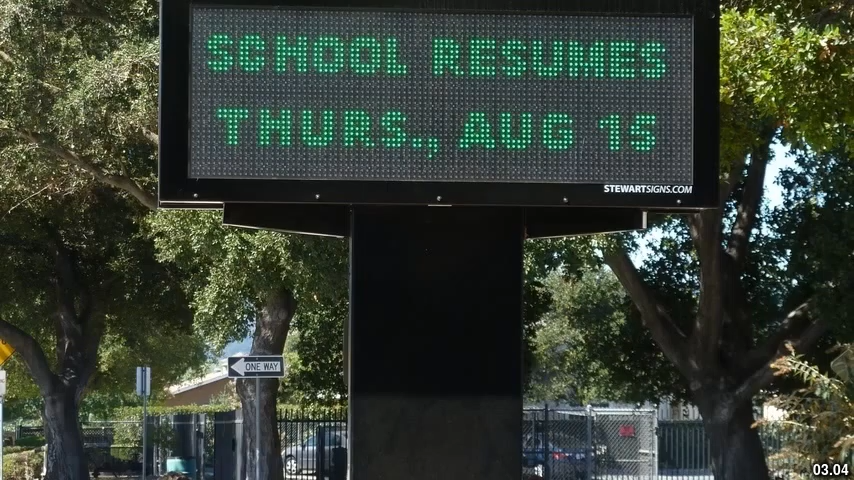 SCHOOL RESUMES
THURS., AUG 15
STEWARTSIGNS.COM
ONE WAY
03.04